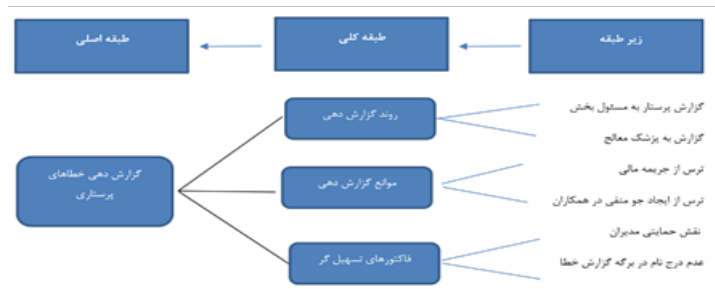 زیر طبقه
طبقه کلی
طبقه اصلی
گزارش پرستار به مسئول بخش
روند گزارش دهی
گزارش به پزشک معالج
ترس از جریمه مالی
موانع گزارش دهی
گزارش دهی خطاهای
پرستاری
ترس از ایجاد جو منفی در همکاران
نقش حمایتی مدیران
فاکتورهای تسهیل گر
عدم درج نام در برگه گزارش خطا